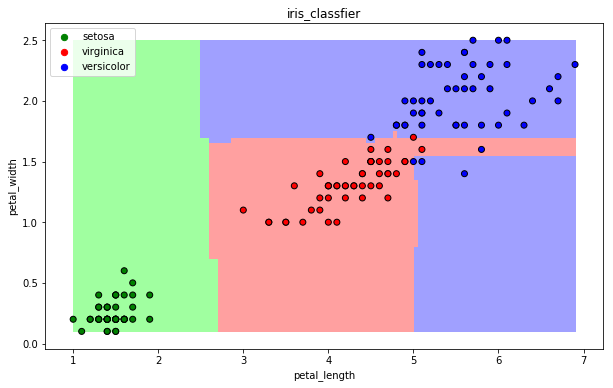 iris_classfier
setosa
virginica
versicolor
petal_width
2.5
2.0
1.5
1.0
0.5
0.0
1 2 3 4 5 6 7
petal_length